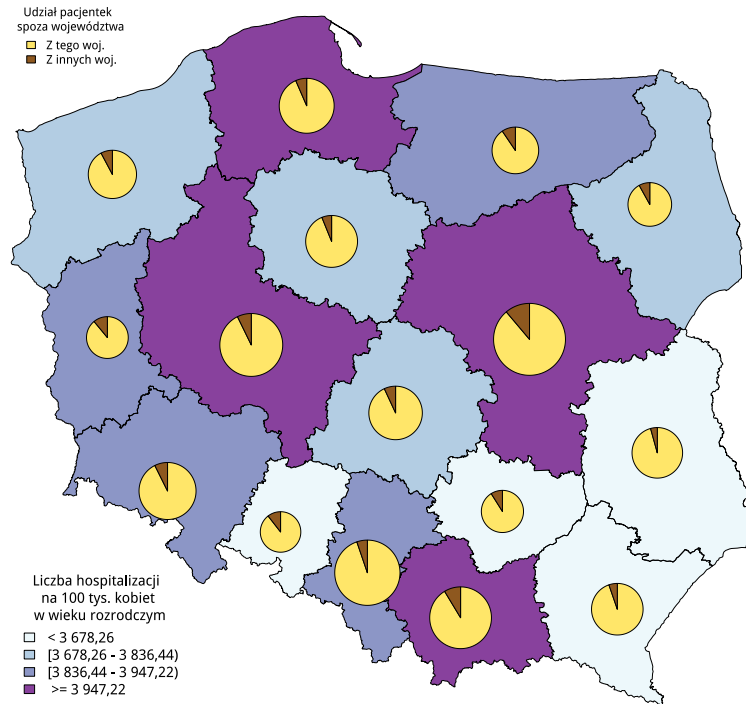 Udział pacjentek
spoza województwa
Z tego woj.
Z innych woj.
Liczba hospitalizacji
na 100 tys. kobiet
w wieku rozrodczym
< 3 678,26
[3 678,26 - 3 836,44)
[3 836,44 - 3 947,22)
>= 3 947,22